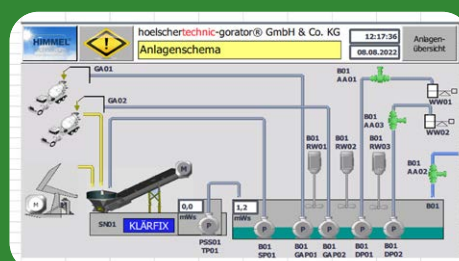 HIMMEL®
hoelschertechnic-gorator® GmbH & Co. KG
Anlagenschema
12:17:36
08.08.2022
Anlagen-
übersicht
GA01
GA02
B01
AA01
B01
AA03
WW01
WW02
B01
RW01
B01
RW02
B01
RW03
B01
AA02
B01
M
M
SN01
KLÄRFIX
0,0
mWs
1,2
mWs
P
P
P
P
P
P
PSS01
TP01
B01
SP01
B01
GAP01
B01
GAP02
B01
DP01
B01
DP02